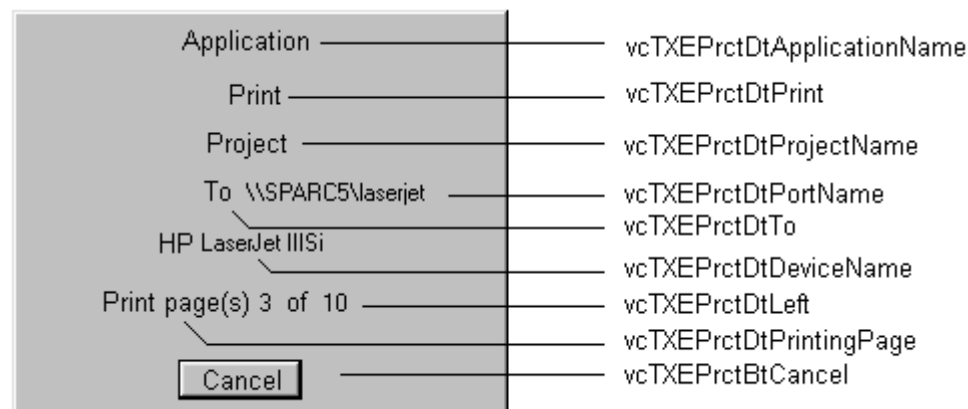 Application vcTXEPrctDtApplicationName
Print vcTXEPrctDtPrint
Project vcTXEPrctDtProjectName
To \\SPARC5\laserjet vcTXEPrctDtPortName
vcTXEPrctDtTo
HP LaserJet IIISi
vcTXEPrctDtDeviceName
Print page(s) 3 of 10 vcTXEPrctDtLeft
vcTXEPrctDtPrintingPage
Cancel vcTXEPrctBtCancel